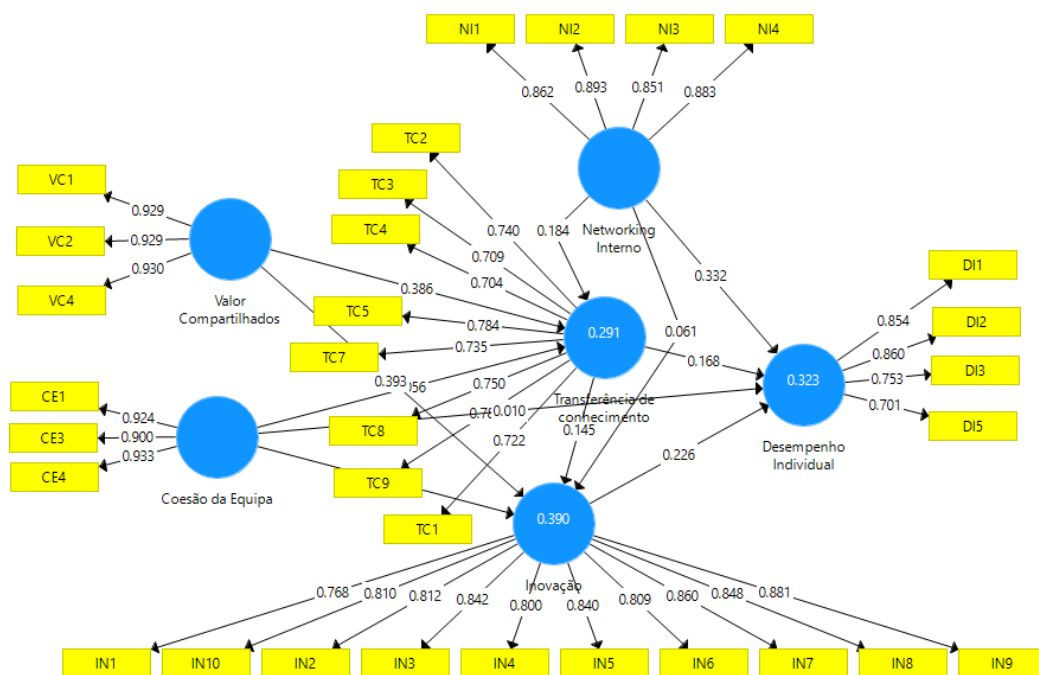 NI1
NI2
NI3
NI4
0.862
0.893
0.851
0.883
Networking
Interno
TC2
TC3
TC4
TC5
TC7
TC8
TC9
TC1
0.740
0.709
0.704
0.784
0.735
0.750
0.722
VC1
VC2
VC4
0.929
0.929
0.930
Valor
Compartilhados
CE1
CE3
CE4
0.924
0.900
0.933
Coesão da Equipa
0.184
0.386
0.393
0.010
0.061
0.332
0.168
0.145
0.226
0.291
Transferência de
conhecimento
0.323
Desempenho
Individual
DI1
DI2
DI3
DI5
0.854
0.860
0.753
0.701
0.390
Inovação
0.768
0.810
0.812
0.842
0.800
0.840
0.809
0.860
0.848
0.881
IN1
IN10
IN2
IN3
IN4
IN5
IN6
IN7
IN8
IN9